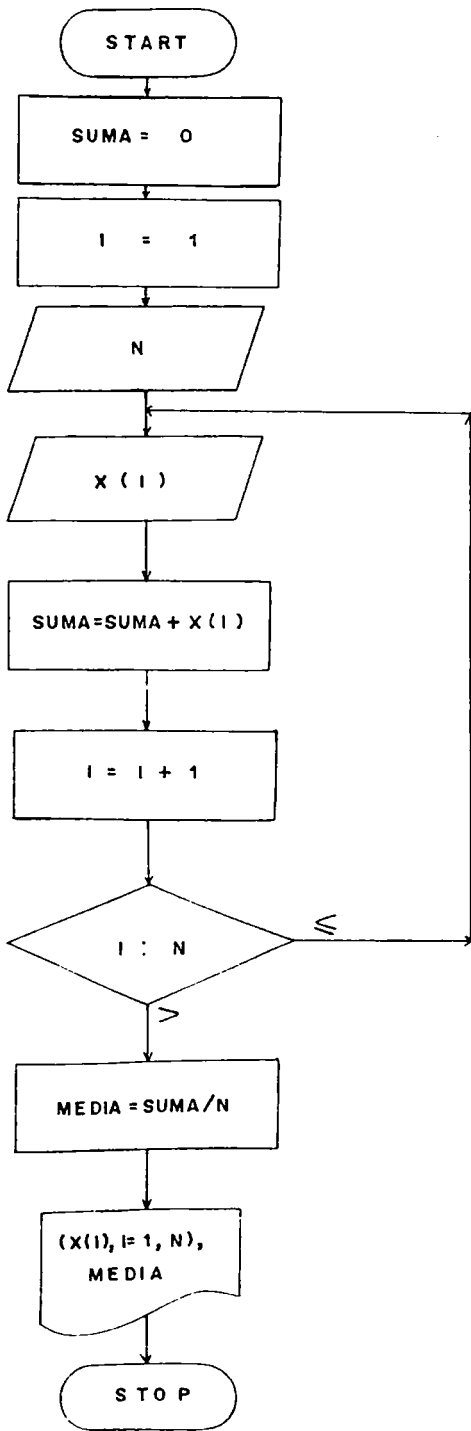 START
SUMA = 0
I = 1
N
X ( I )
SUMA=SUMA + X(I)
I = I + 1
I : N
≤
>
MEDIA = SUMA/N
(X(I), I= 1, N),
MEDIA
STOP